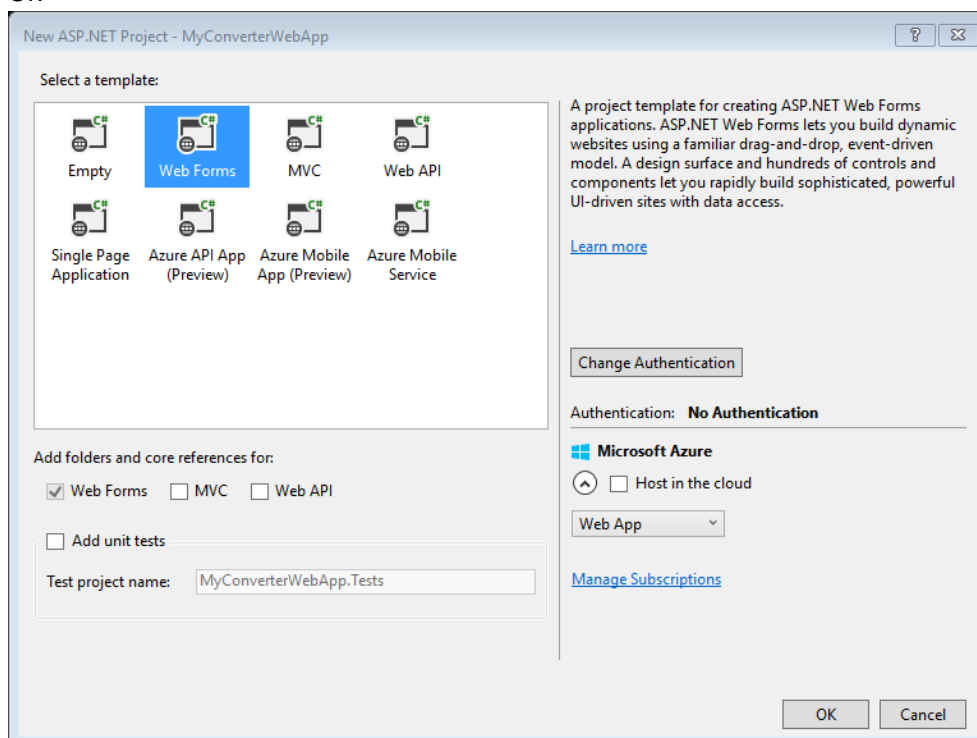 New ASP.NET Project - MyConverterWebApp
Select a template:
Empty
Web Forms
MVC
Web API
Single Page
Application
Azure API App
(Preview)
Azure Mobile
App (Preview)
Azure Mobile
Service
A project template for creating ASP.NET Web Forms
applications. ASP.NET Web Forms lets you build dynamic
websites using a familiar drag-and-drop, event-driven
model. A design surface and hundreds of controls and
components let you rapidly build sophisticated, powerful
UI-driven sites with data access.
Learn more
Change Authentication
Authentication: No Authentication
Add folders and core references for:
Web Forms MVC Web API
Add unit tests
Test project name: MyConverterWebApp.Tests
Microsoft Azure
Host in the cloud
Web App
Manage Subscriptions
OK Cancel